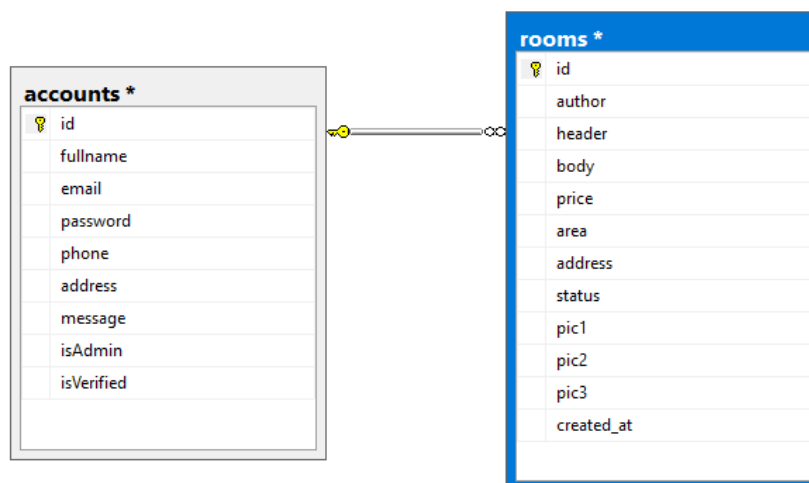 accounts *
id
fullname
email
password
phone
address
message
isAdmin
isVerified
rooms *
id
author
header
body
price
area
address
status
pic1
pic2
pic3
created_at